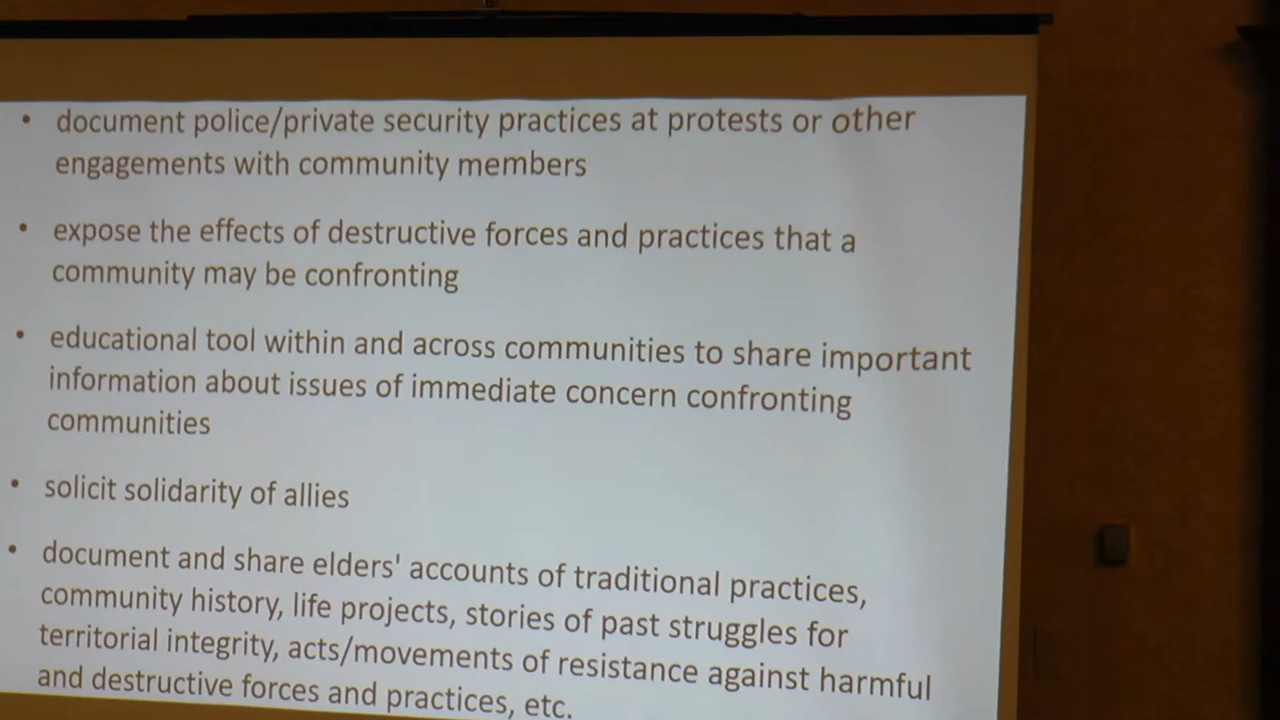 • document police/private security practices at protests or other
engagements with community members
• expose the effects of destructive forces and practices that a
community may be confronting
• educational tool within and across communities to share important
information about issues of immediate concern confronting
communities
• solicit solidarity of allies
• document and share elders' accounts of traditional practices,
community history, life projects, stories of past struggles for
territorial integrity, acts/movements of resistance against harmful
and destructive forces and practices, etc.